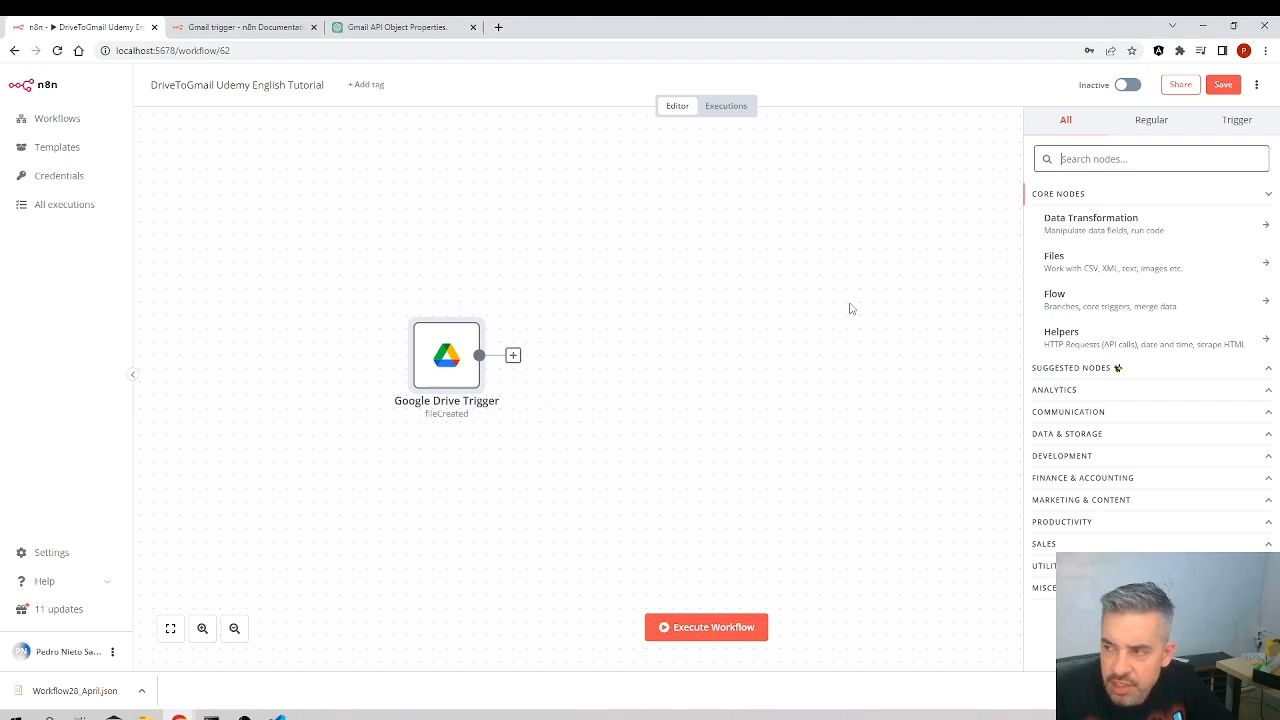 n8n - ▶ DriveToGmail Udemy En
Gmail trigger - n8n Documentat
Gmail API Object Properties.
localhost:5678/workflow/62
P
n8n
DriveToGmail Udemy English Tutorial
+ Add tag
Inactive
Share
Save
Editor
Executions
Workflows
Templates
Credentials
All executions
All
Regular
Trigger
Search nodes...
CORE NODES
Data Transformation
Manipulate data fields, run code
Files
Work with CSV, XML, text, images etc.
Flow
Branches, core triggers, merge data
Helpers
HTTP Requests (API calls), date and time, scrape HTML
SUGGESTED NODES
ANALYTICS
COMMUNICATION
DATA & STORAGE
DEVELOPMENT
FINANCE & ACCOUNTING
MARKETING & CONTENT
PRODUCTIVITY
SALES
UTILI
MISCE
Google Drive Trigger
fileCreated
Settings
Help
11 updates
PN
Pedro Nieto Sa...
Execute Workflow
Workflow28_April.json